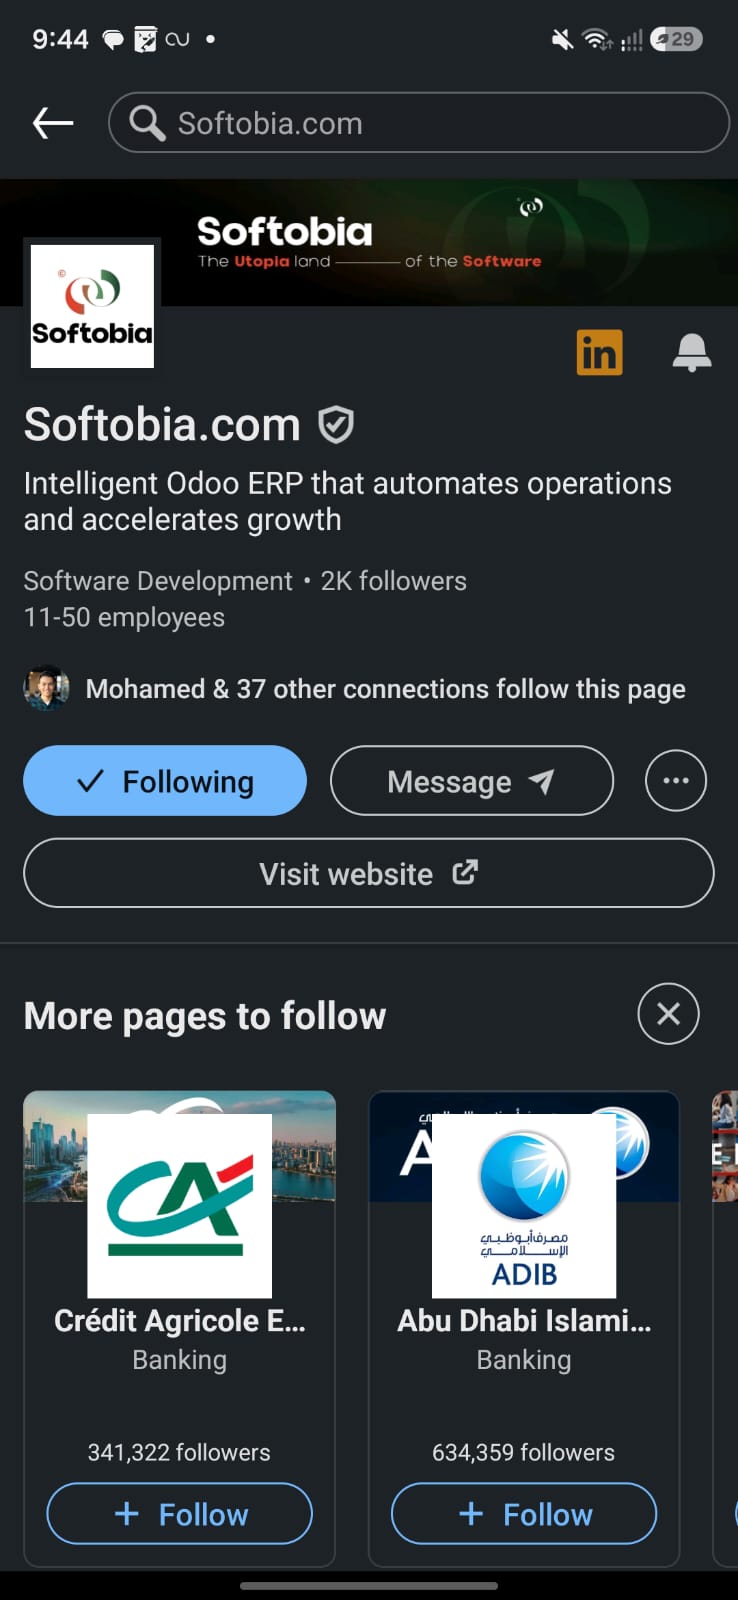 9:44
29
Softobia.com
Softobia
The Utopia land of the Software
©
Softobia
in
Softobia.com
Intelligent Odoo ERP that automates operations
and accelerates growth
Software Development • 2K followers
11-50 employees
Mohamed & 37 other connections follow this page
Following
Message
Visit website
More pages to follow
CA
مصرف أبوظبي
الإسلامي
ADIB
Crédit Agricole E...
Abu Dhabi Islami...
Banking
Banking
341,322 followers
634,359 followers
+ Follow
+ Follow